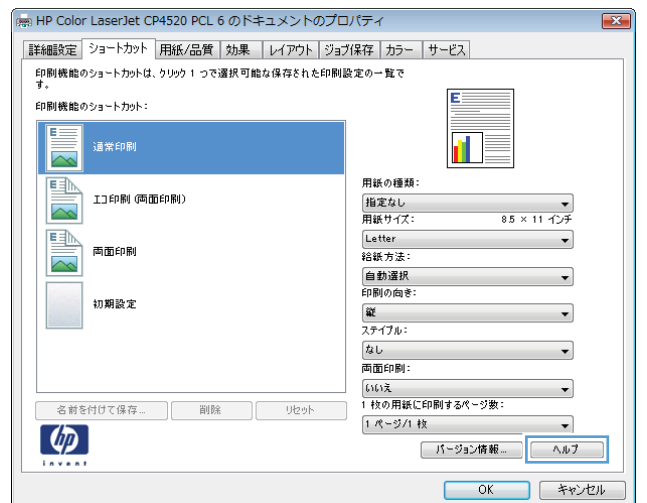 HP Color LaserJet CP4520 PCL 6 のドキュメントのプロパティ
詳細設定 ショートカット 用紙/品質 効果 レイアウト ジョブ保存 カラー サービス
印刷機能のショートカットは、クリック 1 つで選択可能な保存された印刷設定の一覧で
す。
印刷機能のショートカット:
E
E
通常印刷
E
エコ印刷 (両面印刷)
E
両面印刷
初期設定
用紙の種類:
指定なし
用紙サイズ: 8.5 × 11 インチ
Letter
給紙方法:
自動選択
印刷の向き:
縦
ステイプル:
なし
両面印刷:
いいえ
1 枚の用紙に印刷するページ数:
1 ページ/1 枚
名前を付けて保存... 削除 リセット
hp
invent
バージョン情報... ヘルプ
OK キャンセル